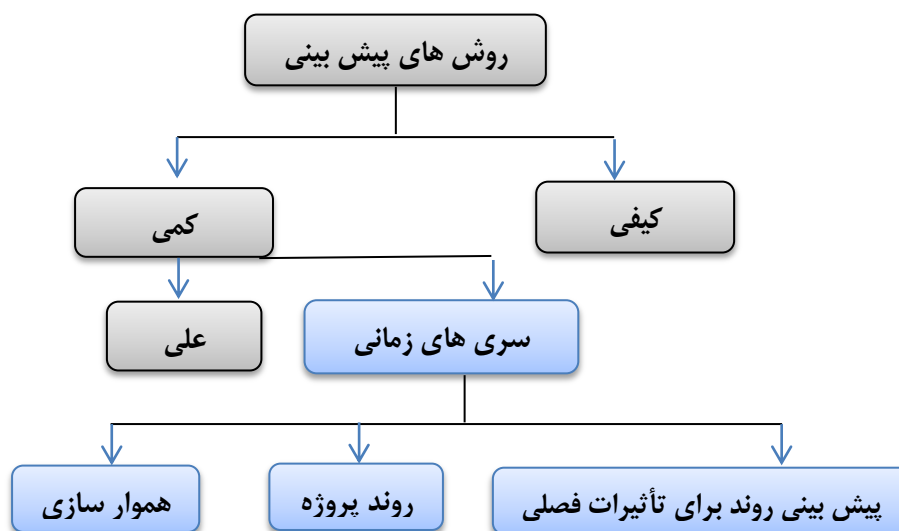 روش های پیش بینی
کیفی
کمی
سری های زمانی
علی
پیش بینی روند برای تأثیرات فصلی
روند پروژه
هموار سازی